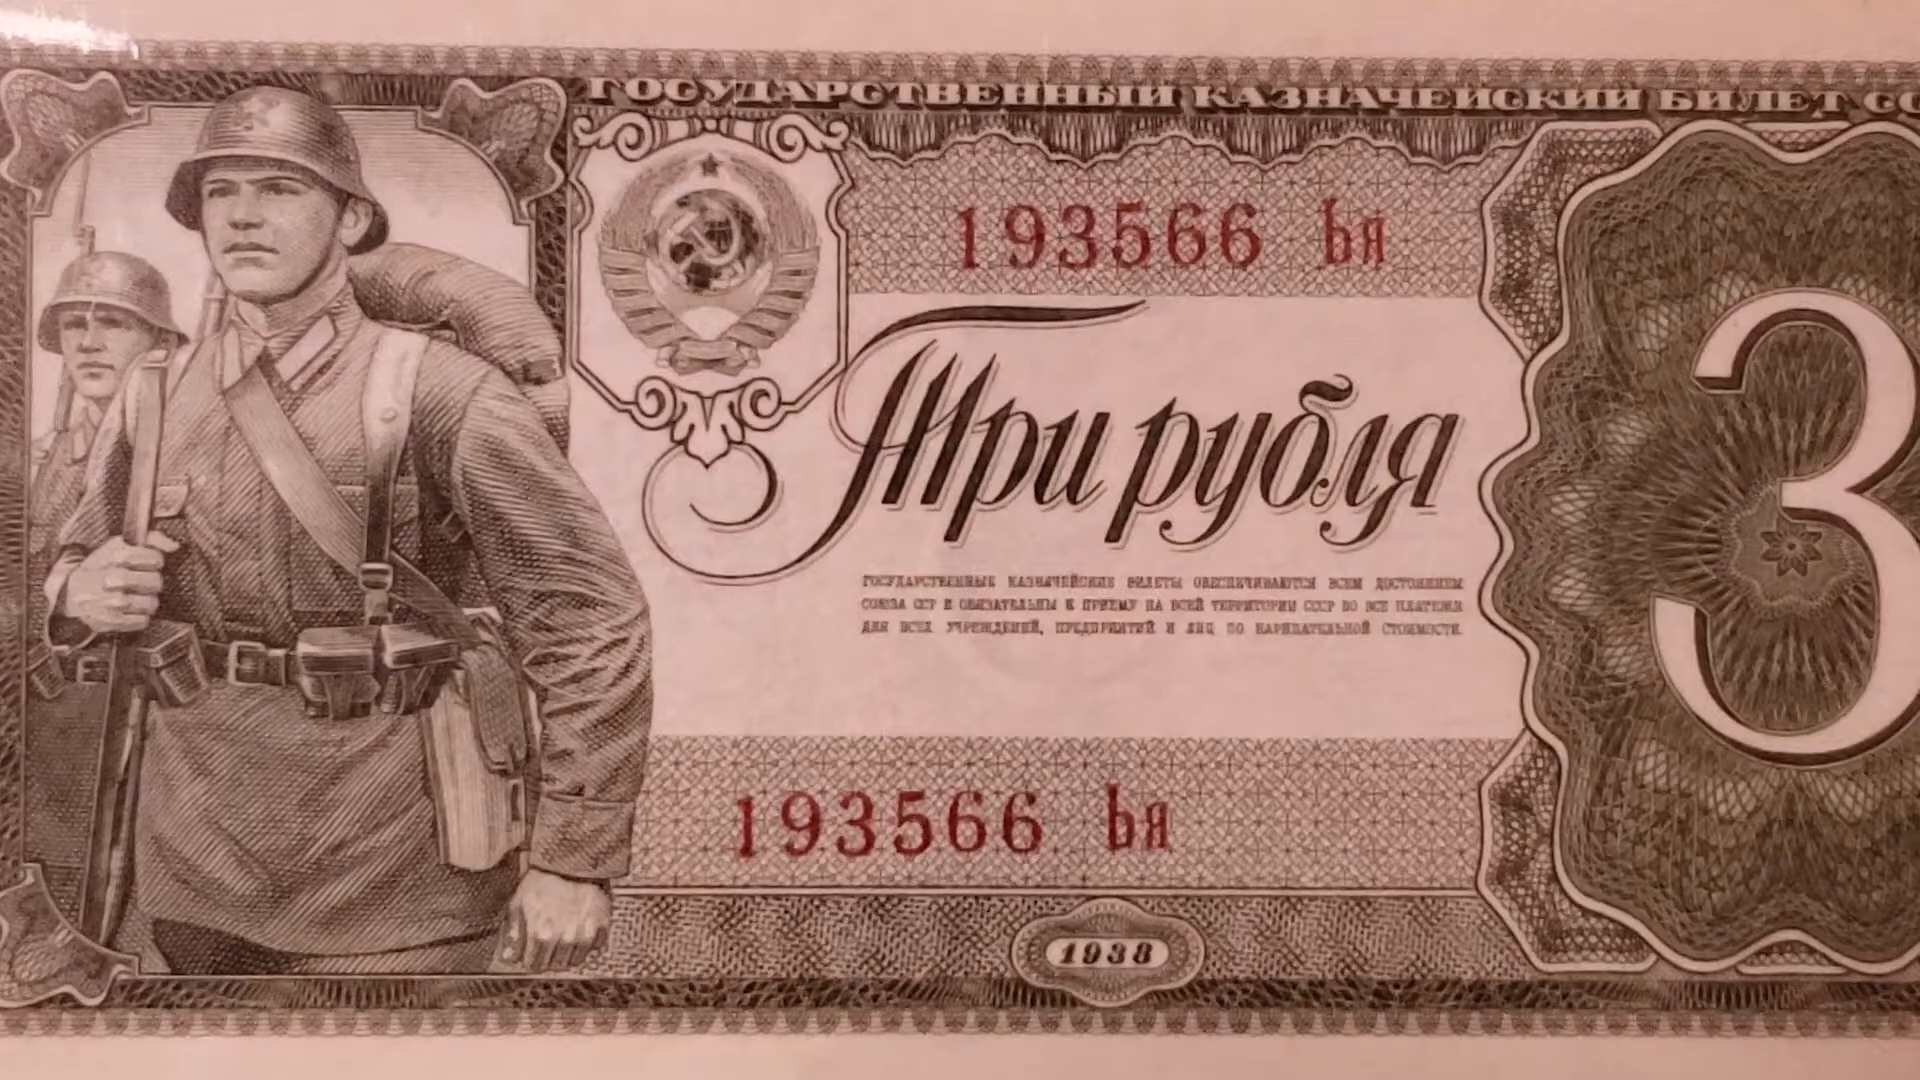 ГОСУДАРСТВЕННЫЙ КАЗНАЧЕЙСКИЙ БИЛЕТ СС
193566 Ья
Три рубля
3
ГОСУДАРСТВЕННЫЕ КАЗНАЧЕЙСКИЕ БИЛЕТЫ ОБЕСПЕЧИВАЮТСЯ ВСЕМ ДОСТОЯНИЕМ
СОЮЗА ССР И ОБЯЗАТЕЛЬНЫ К ПРИЕМУ НА ВСЕЙ ТЕРРИТОРИИ СССР ВО ВСЕ ПЛАТЕЖИ
ДЛЯ ВСЕХ УЧРЕЖДЕНИЙ, ПРЕДПРИЯТИЙ И ЛИЦ ПО НАРИЦАТЕЛЬНОЙ СТОИМОСТИ.
193566 Ья
1938